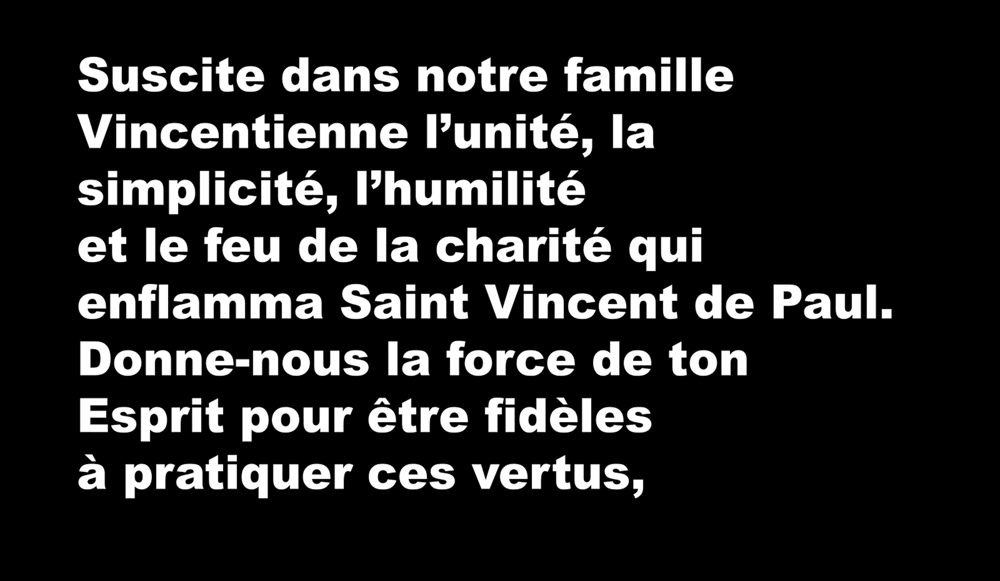 Suscite dans notre famille
Vincentienne l’unité, la
simplicité, l’humilité
et le feu de la charité qui
enflamma Saint Vincent de Paul.
Donne-nous la force de ton
Esprit pour être fidèles
à pratiquer ces vertus,